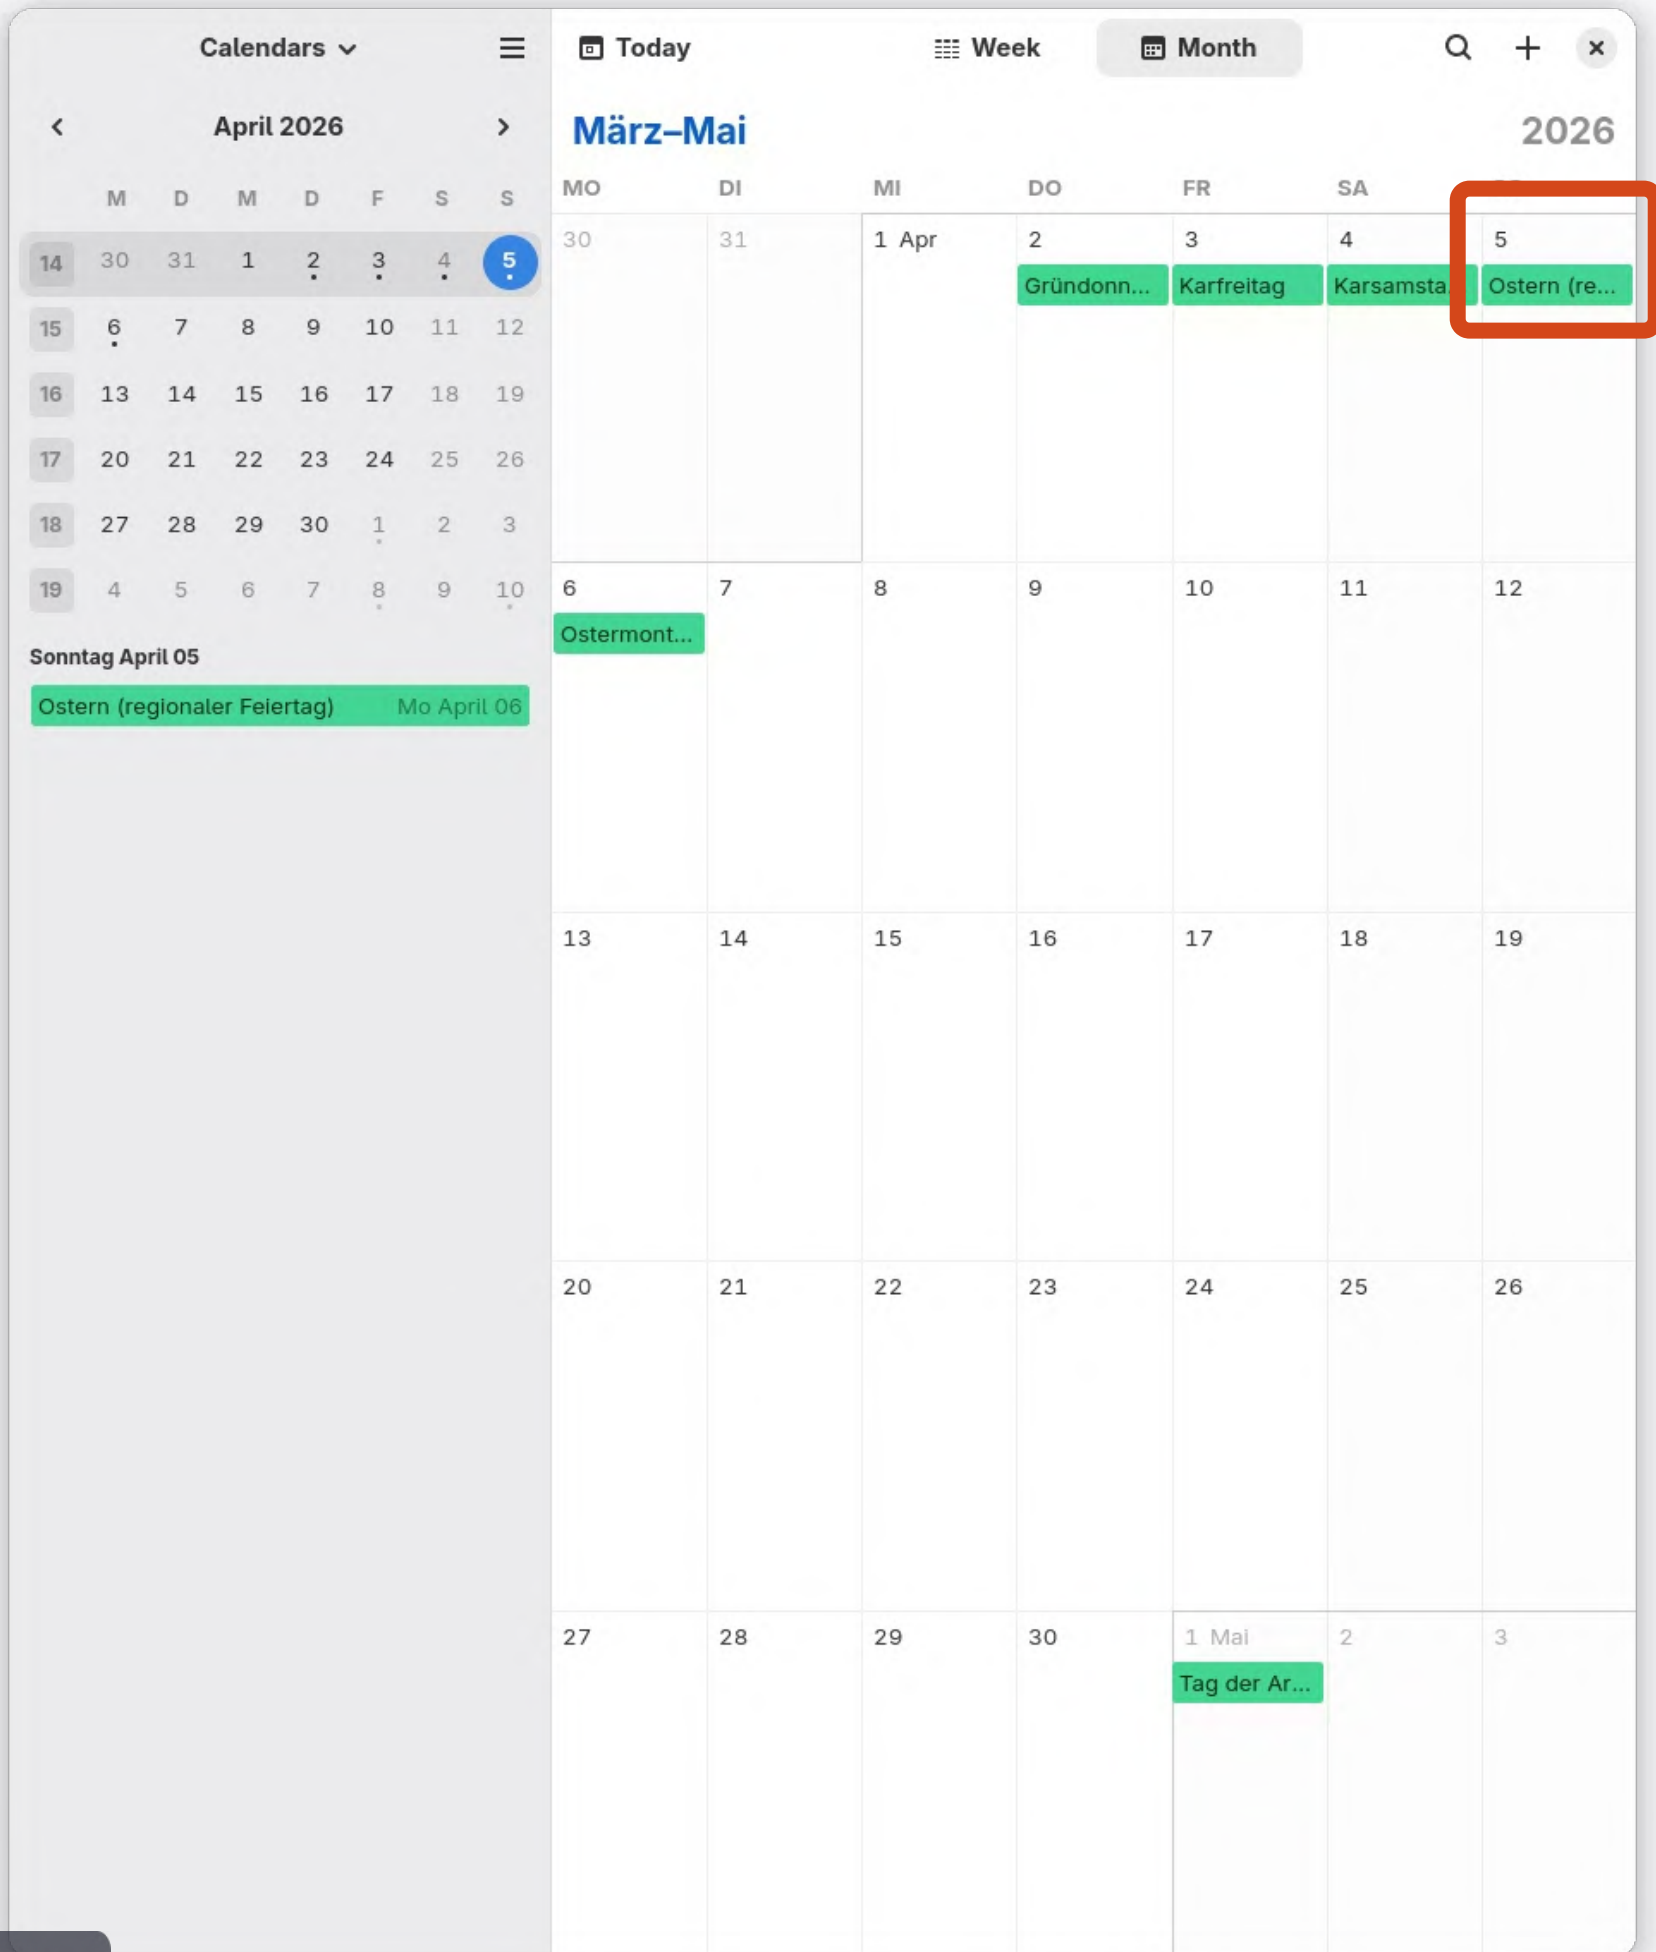 Calendars
April 2026
M D M D F S S
14 30 31 1 2 3 4 5
15 6 7 8 9 10 11 12
16 13 14 15 16 17 18 19
17 20 21 22 23 24 25 26
18 27 28 29 30 1 2 3
19 4 5 6 7 8 9 10
Sonntag April 05
Ostern (regionaler Feiertag) Mo April 06
Today Week Month
März–Mai 2026
MO DI MI DO FR SA
30 31 1 Apr 2 3 4 5
Gründonn... Karfreitag Karsamsta. Ostern (re...
6 7 8 9 10 11 12
Ostermont...
13 14 15 16 17 18 19
20 21 22 23 24 25 26
27 28 29 30 1 Mai 2 3
Tag der Ar...